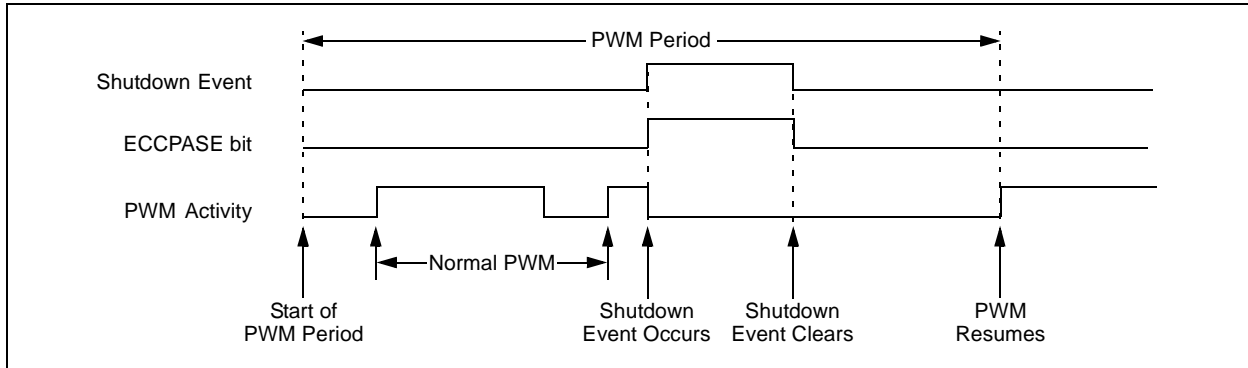 PWM Period
Shutdown Event
ECCPASE bit
PWM Activity
Normal PWM
Start of
PWM Period
Shutdown
Event Occurs
Shutdown
Event Clears
PWM
Resumes